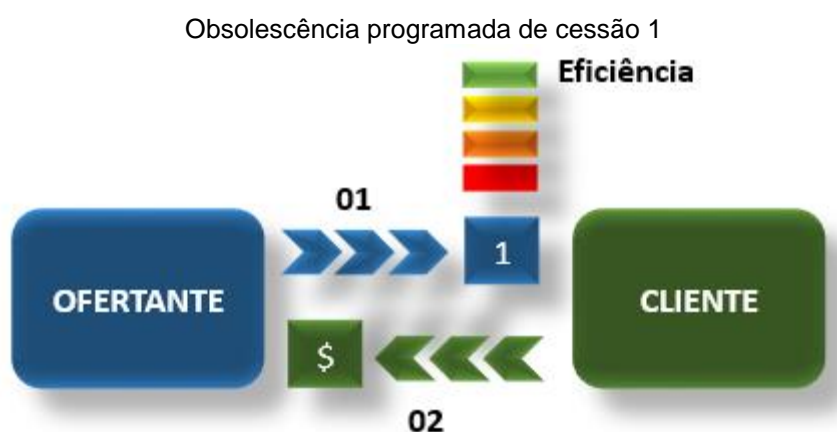 Obsolescência programada de cessão 1
Eficiência
01
1
OFERTANTE
CLIENTE
$
02